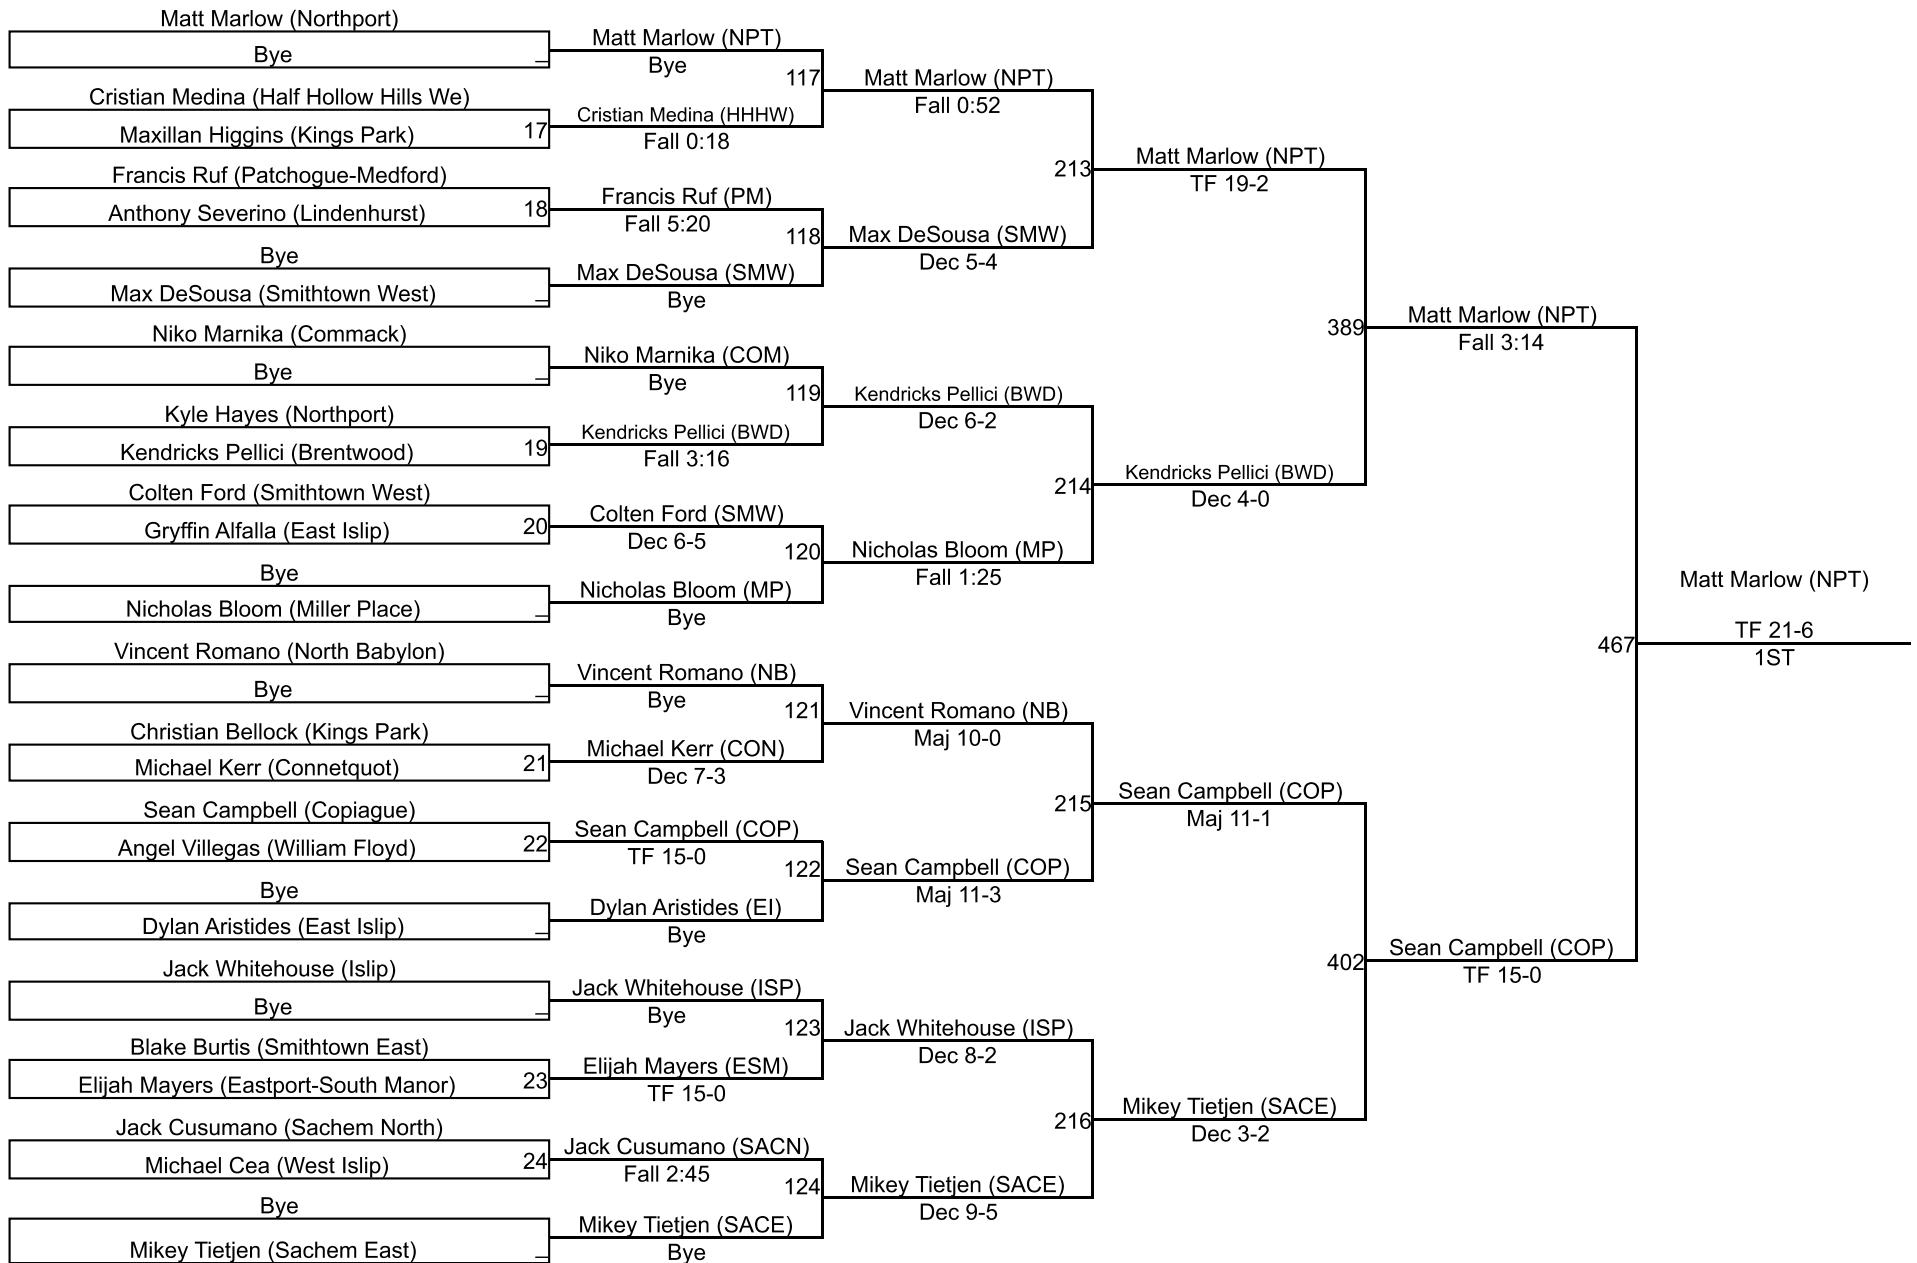 Matt Marlow (Northport)
Bye
_
Cristian Medina (Half Hollow Hills We)
Maxillan Higgins (Kings Park)
17
Francis Ruf (Patchogue-Medford)
Anthony Severino (Lindenhurst)
18
Bye
Max DeSousa (Smithtown West)
_
Niko Marnika (Commack)
Bye
_
Kyle Hayes (Northport)
Kendricks Pellici (Brentwood)
19
Colten Ford (Smithtown West)
Gryffin Alfalla (East Islip)
20
Bye
Nicholas Bloom (Miller Place)
_
Vincent Romano (North Babylon)
Bye
_
Christian Bellock (Kings Park)
Michael Kerr (Connetquot)
21
Sean Campbell (Copiague)
Angel Villegas (William Floyd)
22
Bye
Dylan Aristides (East Islip)
_
Jack Whitehouse (Islip)
Bye
_
Blake Burtis (Smithtown East)
Elijah Mayers (Eastport-South Manor)
23
Jack Cusumano (Sachem North)
Michael Cea (West Islip)
24
Bye
Mikey Tietjen (Sachem East)
_
Matt Marlow (NPT)
Bye
117
Cristian Medina (HHHW)
Fall 0:18
Francis Ruf (PM)
Fall 5:20
118
Max DeSousa (SMW)
Bye
Niko Marnika (COM)
Bye
119
Kendricks Pellici (BWD)
Fall 3:16
Colten Ford (SMW)
Dec 6-5
120
Nicholas Bloom (MP)
Bye
Vincent Romano (NB)
Bye
121
Michael Kerr (CON)
Dec 7-3
Sean Campbell (COP)
TF 15-0
122
Dylan Aristides (EI)
Bye
Jack Whitehouse (ISP)
Bye
123
Elijah Mayers (ESM)
TF 15-0
Jack Cusumano (SACN)
Fall 2:45
124
Mikey Tietjen (SACE)
Bye
Matt Marlow (NPT)
Fall 0:52
213
Max DeSousa (SMW)
Dec 5-4
Kendricks Pellici (BWD)
Dec 6-2
214
Nicholas Bloom (MP)
Fall 1:25
Vincent Romano (NB)
Maj 10-0
215
Sean Campbell (COP)
Maj 11-3
Jack Whitehouse (ISP)
Dec 8-2
216
Mikey Tietjen (SACE)
Dec 9-5
Matt Marlow (NPT)
TF 19-2
389
Kendricks Pellici (BWD)
Dec 4-0
Sean Campbell (COP)
Maj 11-1
402
Mikey Tietjen (SACE)
Dec 3-2
Matt Marlow (NPT)
Fall 3:14
467
Sean Campbell (COP)
TF 15-0
Matt Marlow (NPT)
TF 21-6
1ST